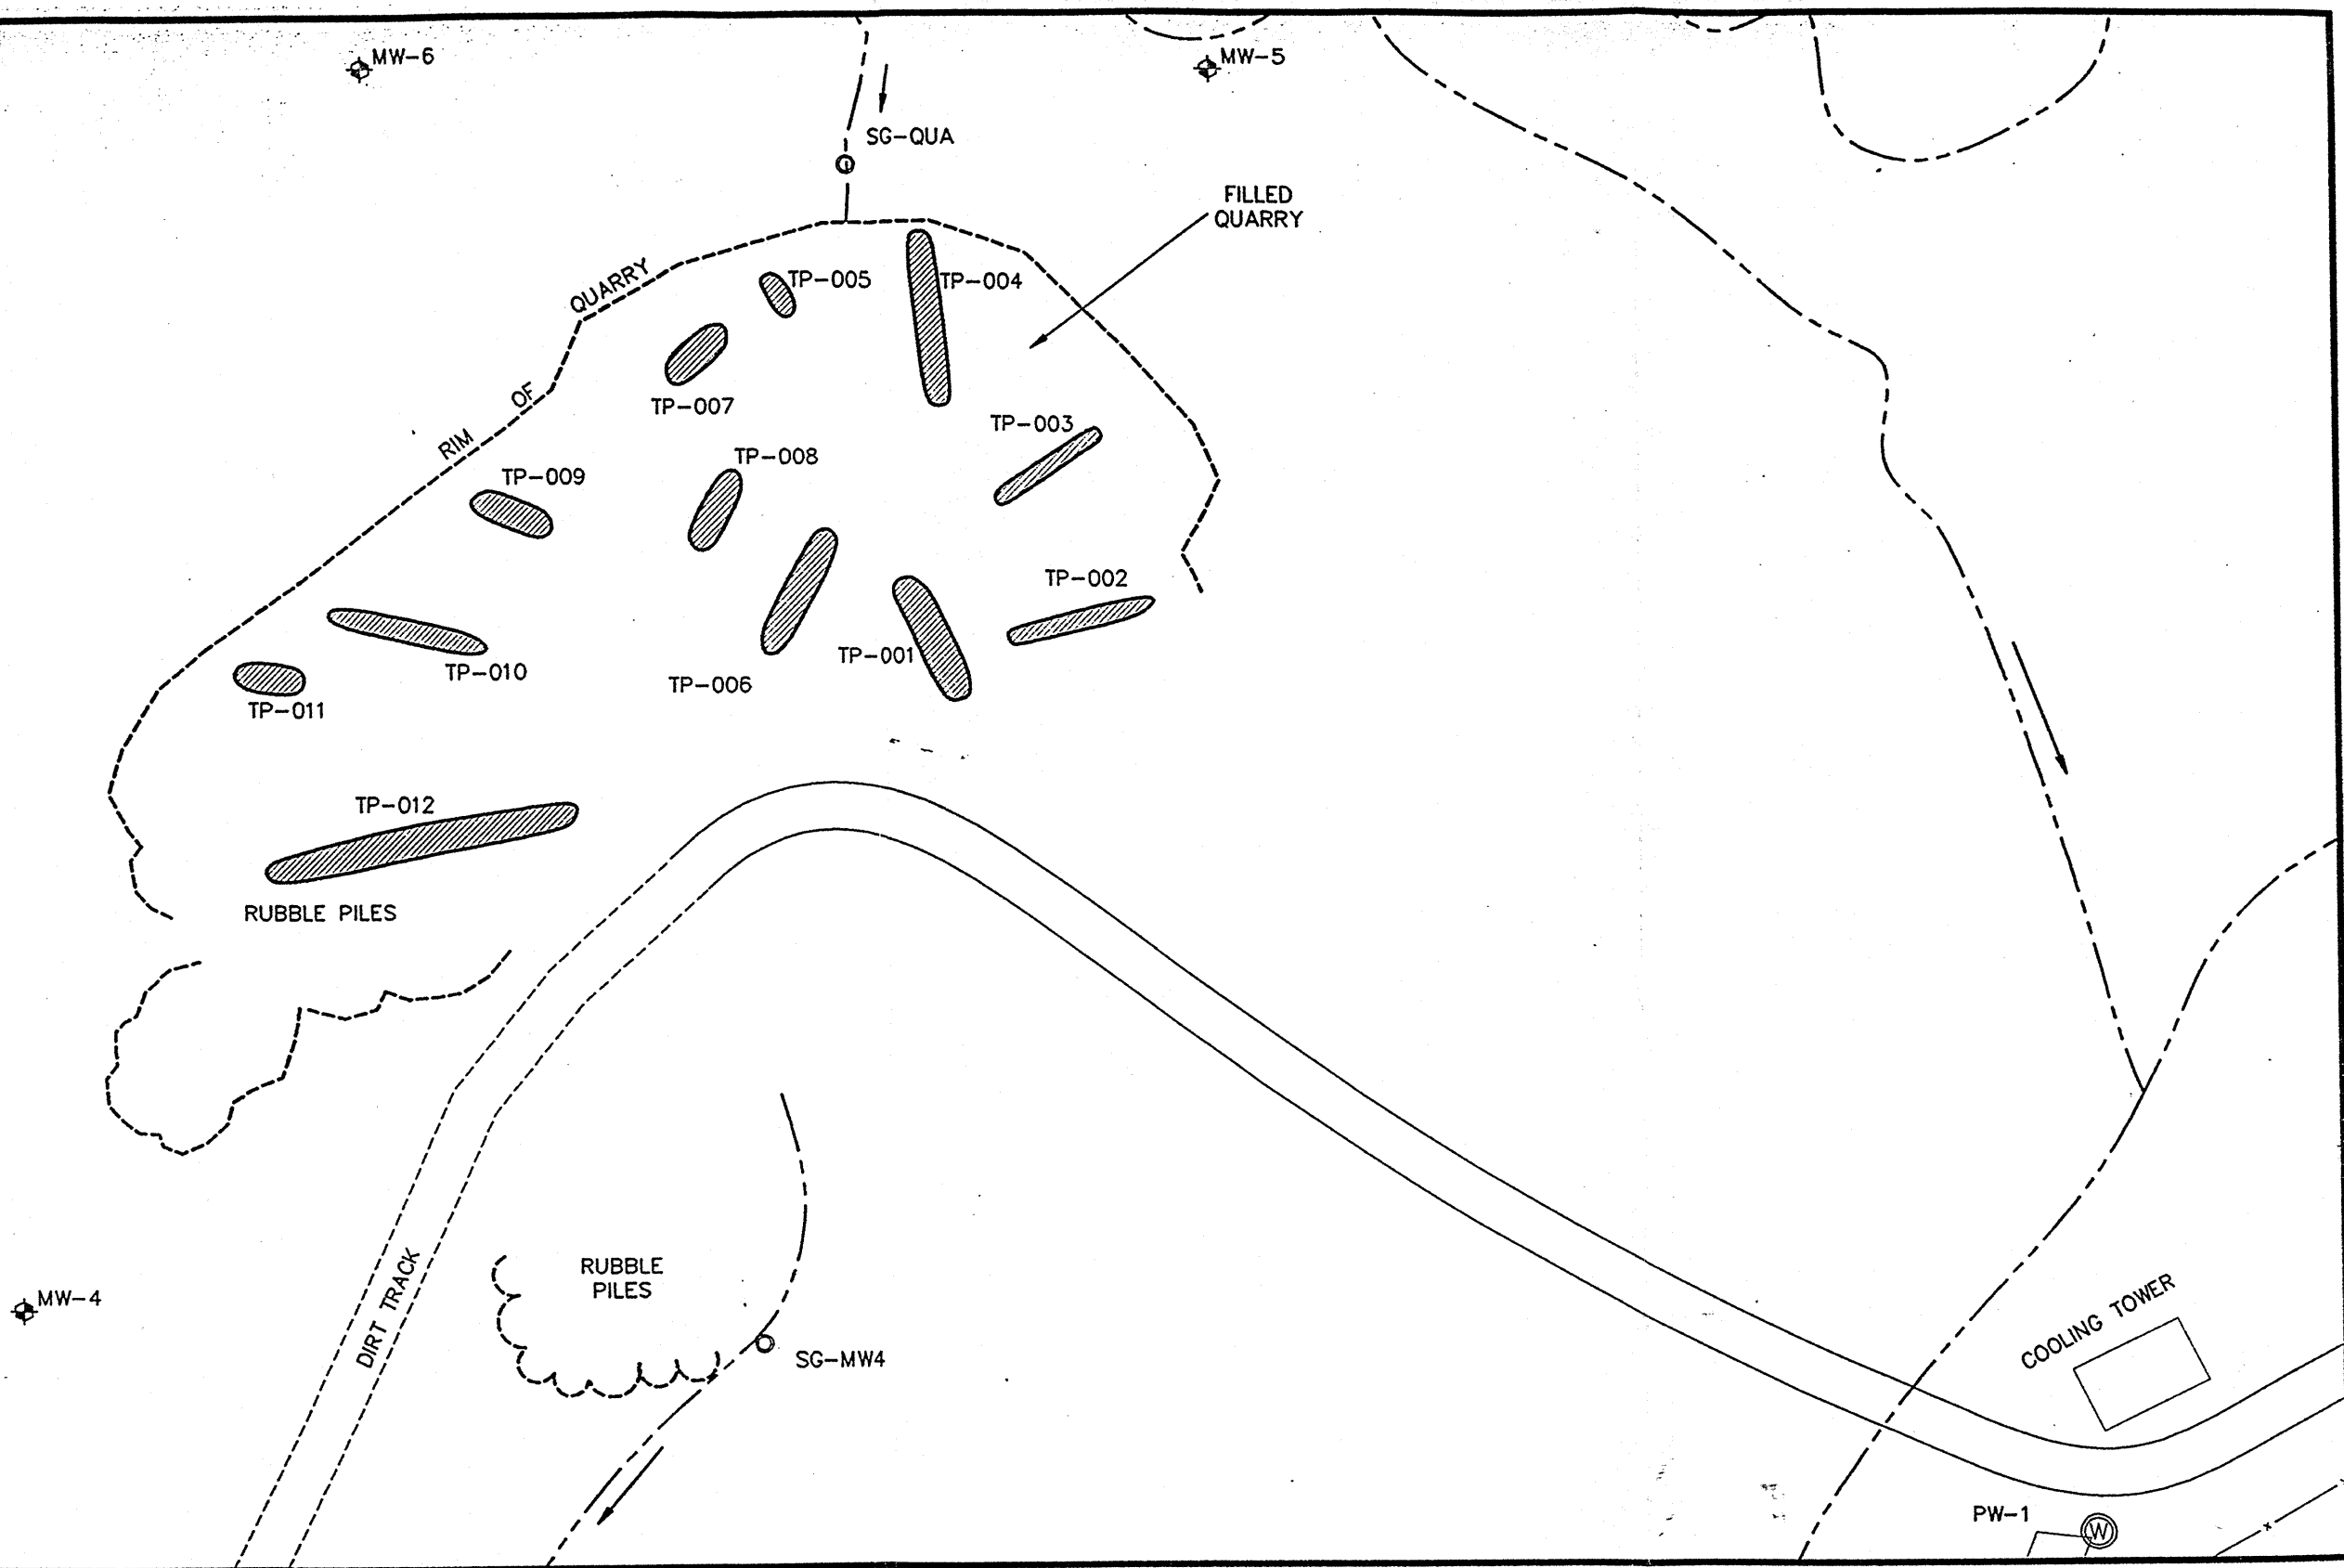 MW-6
MW-5
SG-QUA
FILLED
QUARRY
RIM OF QUARRY
TP-005
TP-004
TP-007
TP-003
TP-008
TP-009
TP-002
TP-001
TP-010
TP-006
TP-011
TP-012
RUBBLE PILES
RUBBLE
PILES
MW-4
DIRT TRACK
SG-MW4
COOLING TOWER
PW-1
W